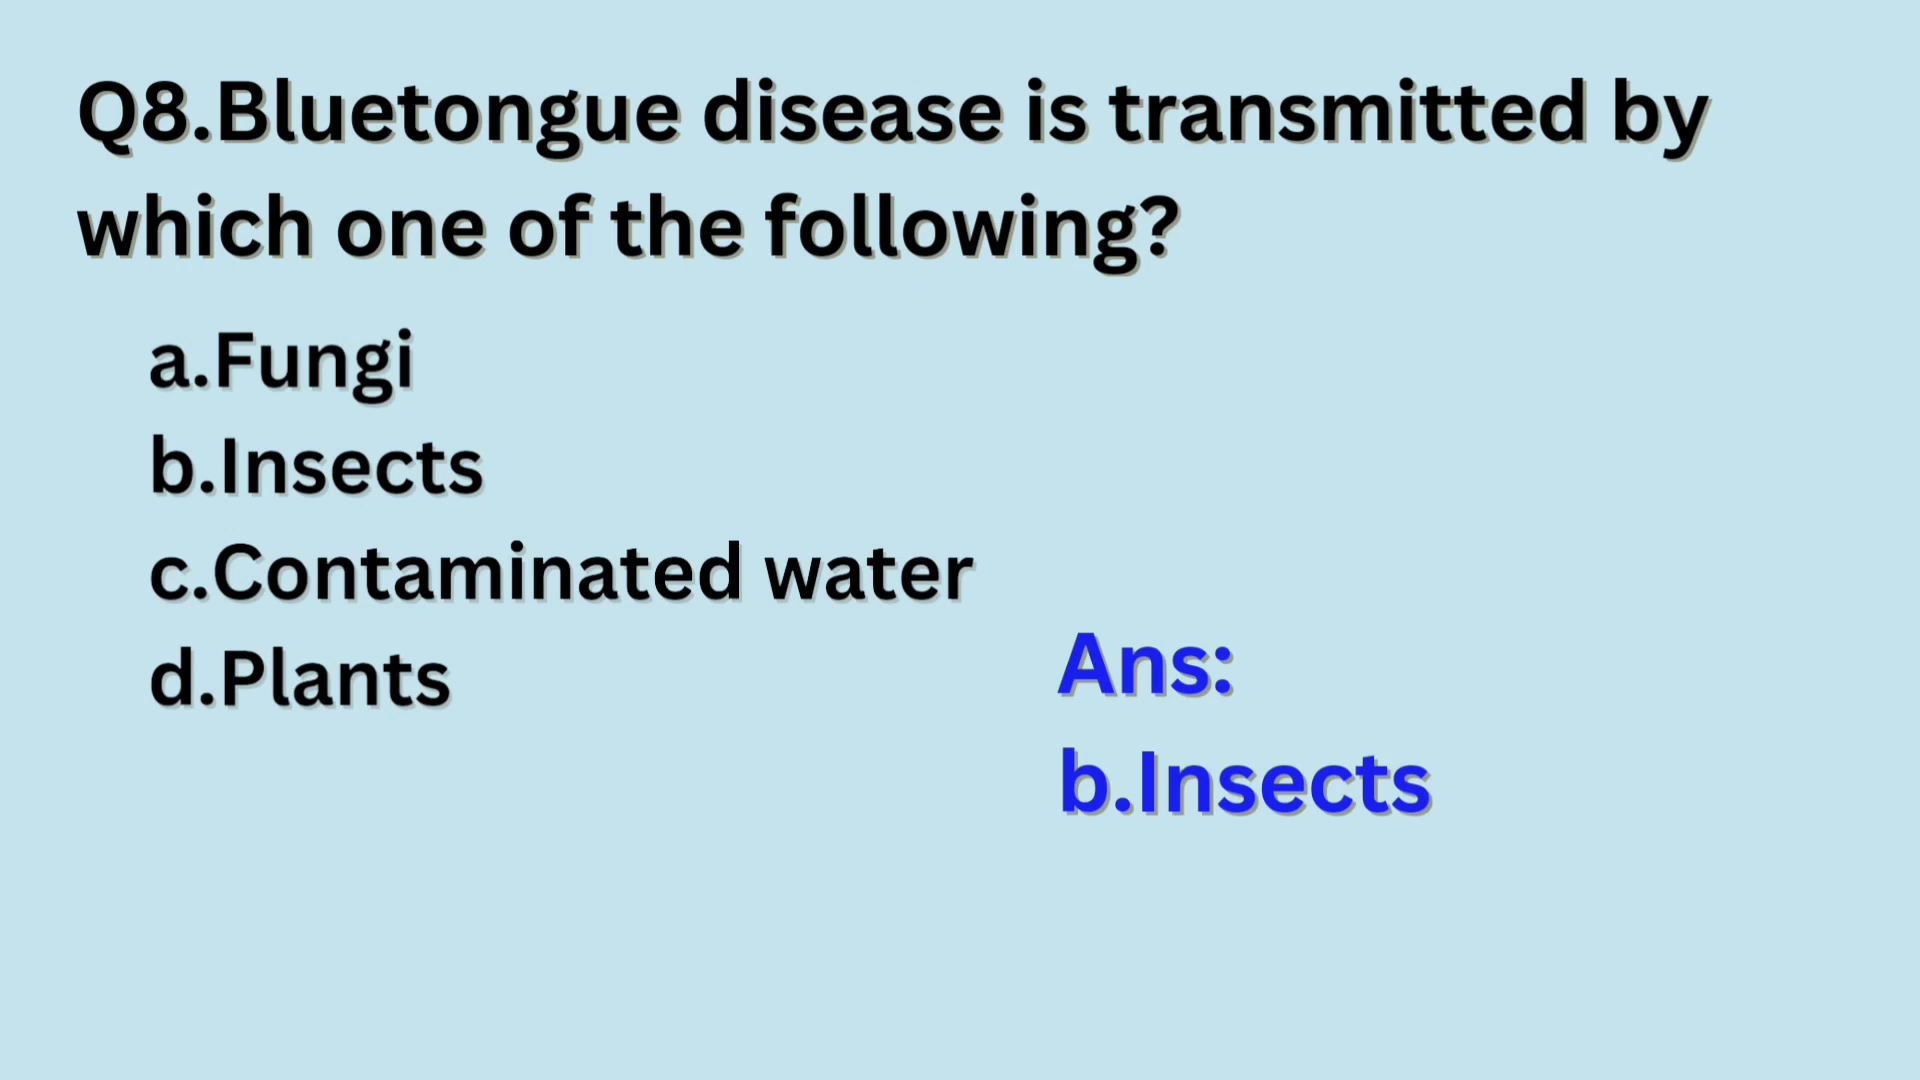 Q8.Bluetongue disease is transmitted by
which one of the following?
a.Fungi
b.Insects
c.Contaminated water
d.Plants
Ans:
b.Insects